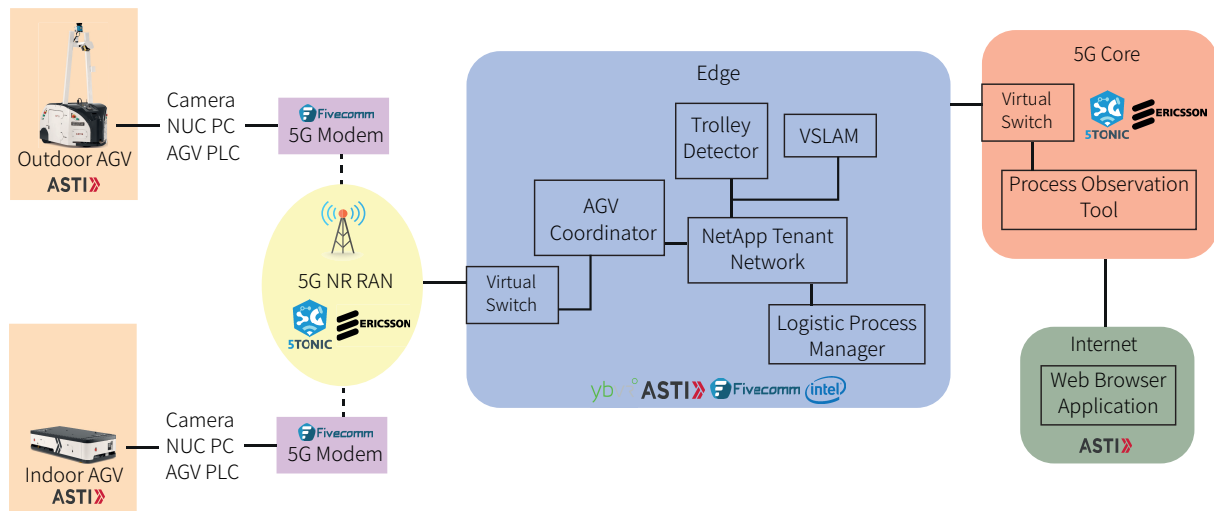 Outdoor AGV
ASTI
Camera
NUC PC
AGV PLC
Fivecomm
5G Modem
5G NR RAN
5G
5TONIC
ERICSSON
Indoor AGV
ASTI
Camera
NUC PC
AGV PLC
Fivecomm
5G Modem
Edge
Trolley
Detector
VSLAM
AGV
Coordinator
NetApp Tenant
Network
Virtual
Switch
Logistic Process
Manager
yb ° ASTI Fivecomm intel
5G Core
Virtual
Switch
5G
5TONIC
ERICSSON
Process Observation
Tool
Internet
Web Browser
Application
ASTI